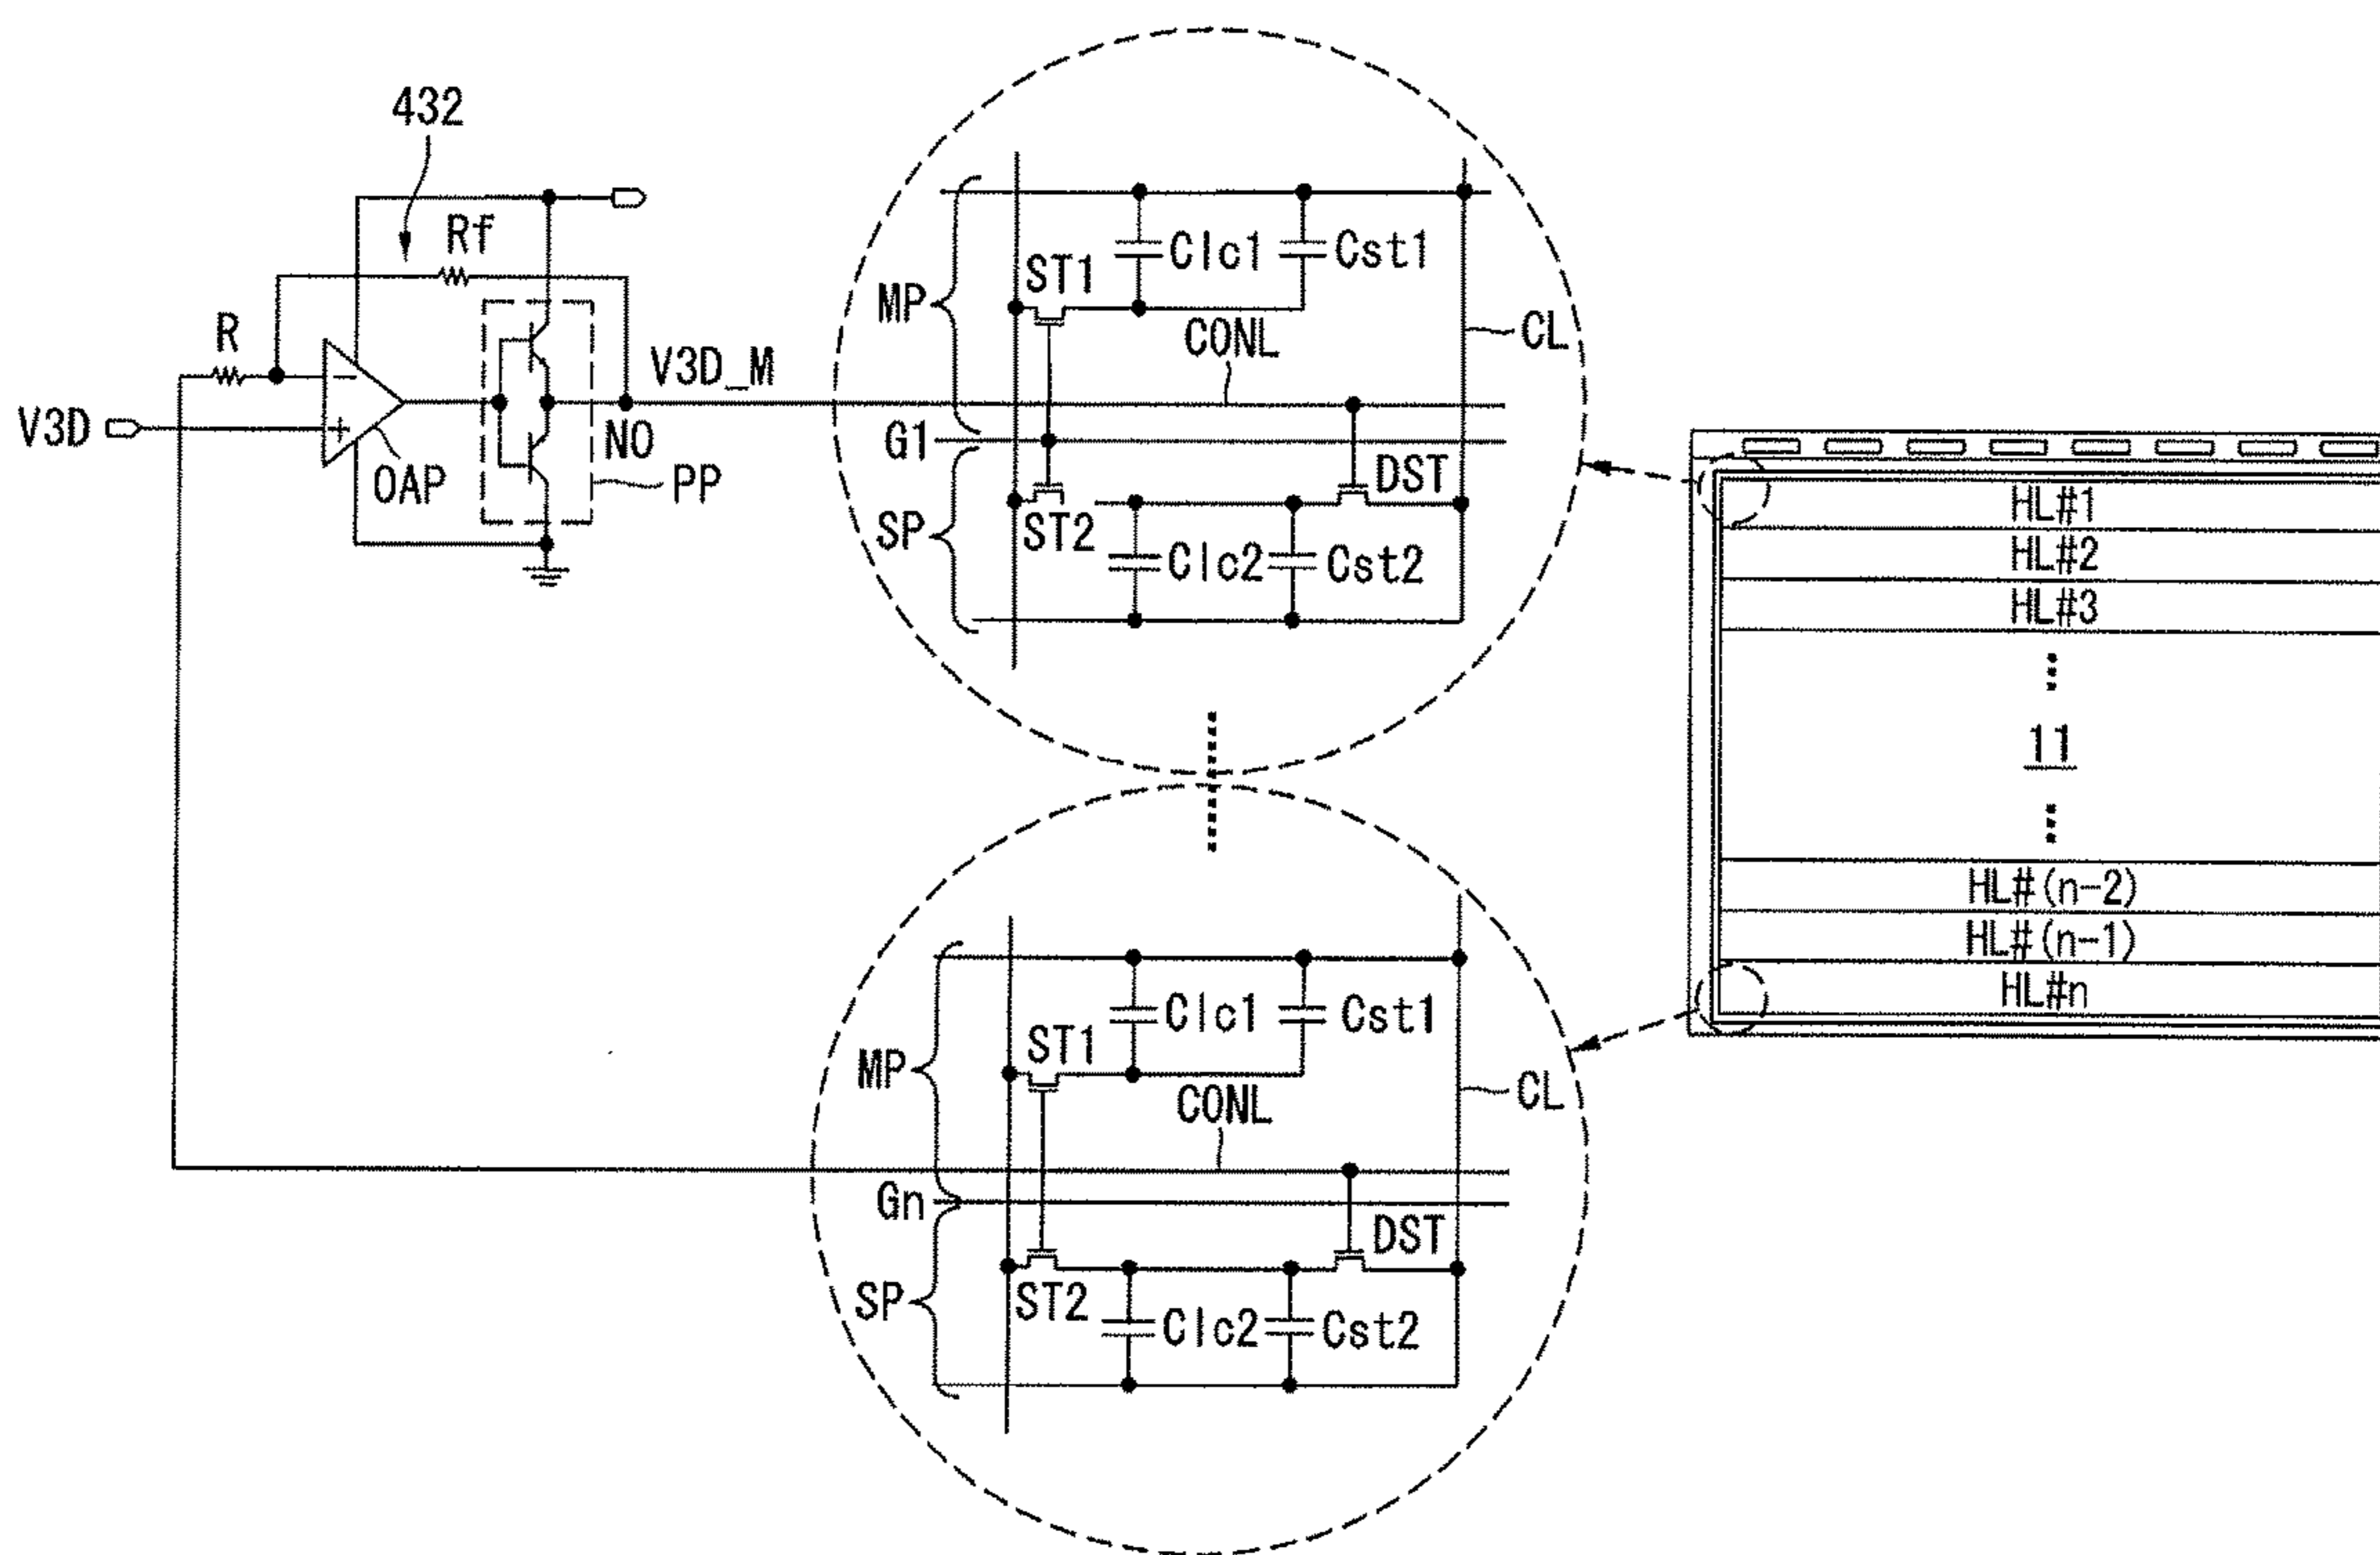 432
Rf
R
V3D
OAP
NO
PP
V3D_M
MP
ST1
Clc1
Cst1
CONL
CL
G1
DST
SP
ST2
Clc2
Cst2
MP
ST1
Clc1
Cst1
CONL
CL
Gn
DST
SP
ST2
Clc2
Cst2
HL#1
HL#2
HL#3
11
HL#(n-2)
HL#(n-1)
HL#n